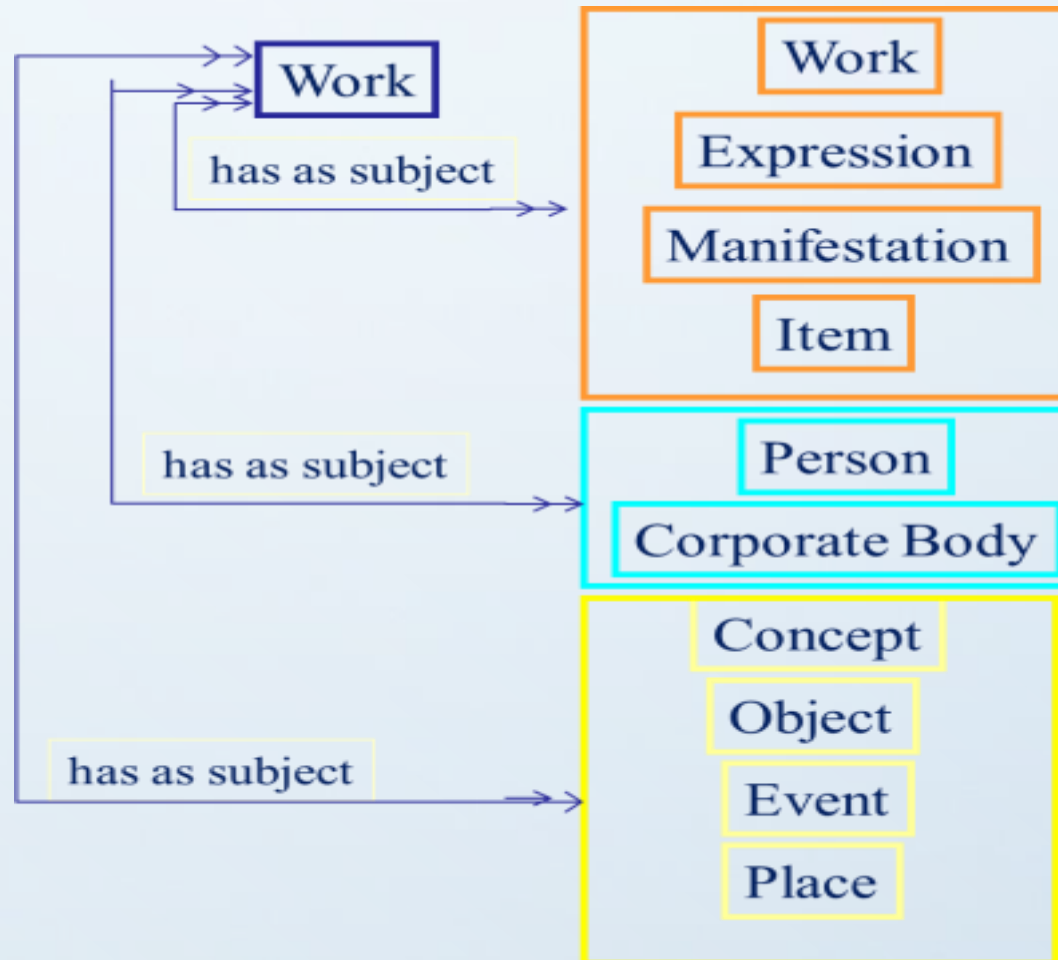 Work
has as subject
Work
Expression
Manifestation
Item
has as subject
Person
Corporate Body
has as subject
Concept
Object
Event
Place